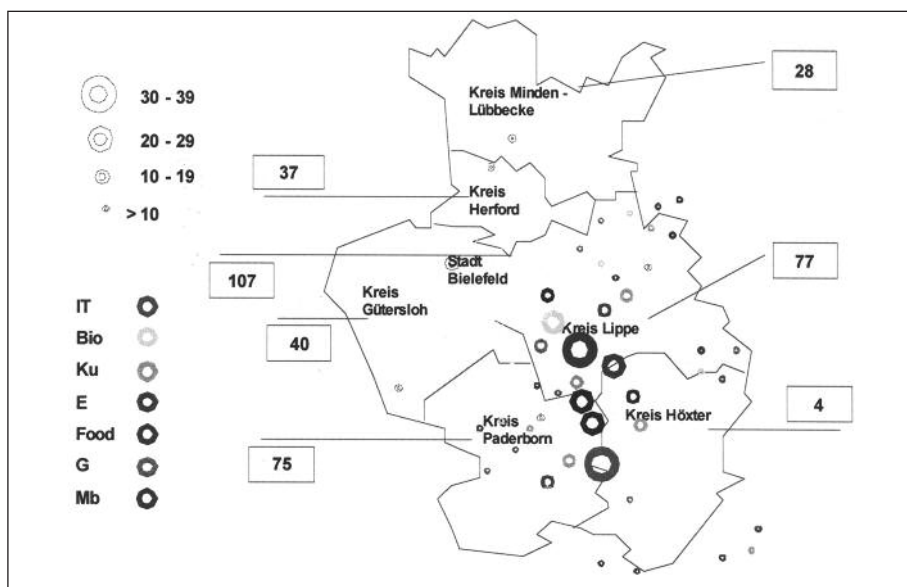 30 - 39
20 - 29
10 - 19
> 10
IT
Bio
Ku
E
Food
G
Mb
28
Kreis Minden -
Lübbecke
37
Kreis
Herford
107
Stadt
Bielefeld
77
Kreis
Gütersloh
40
Kreis Lippe
4
Kreis Höxter
Kreis
Paderborn
75